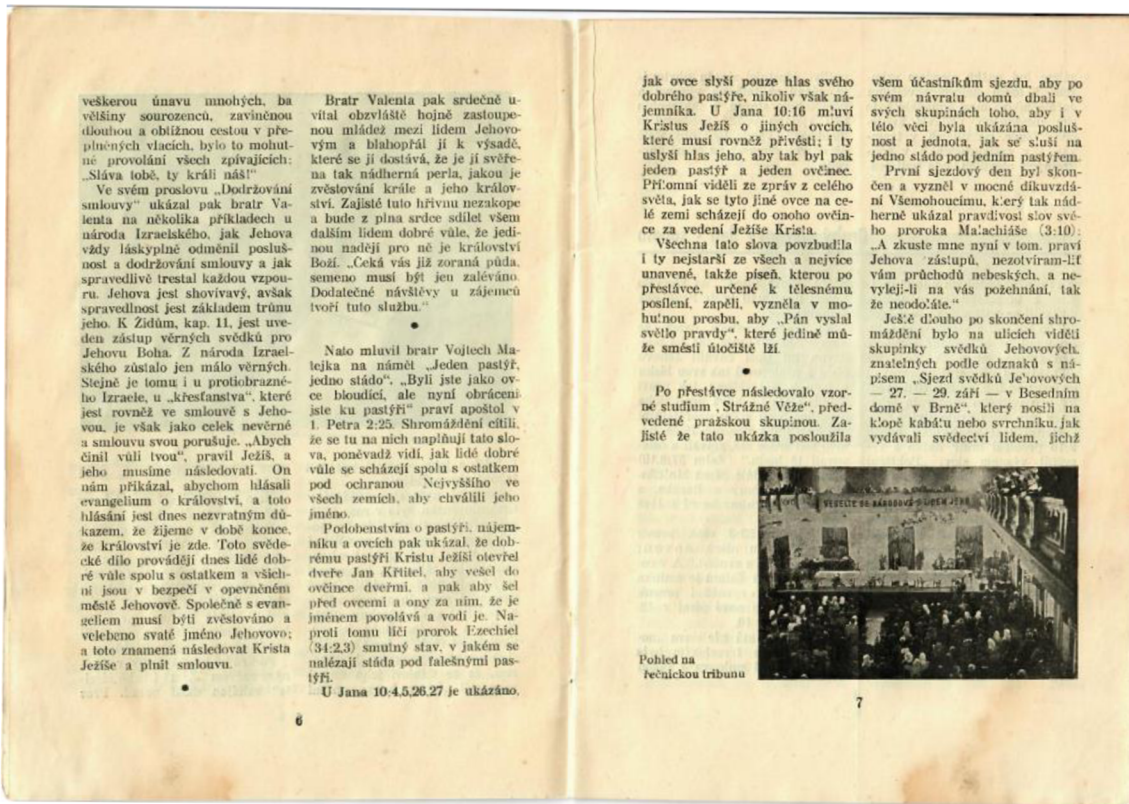 veškerou únavu mnohých, ba
většiny sourozenců, zaviněnou
dlouhou a obtížnou cestou v pře-
plněných vlacích, bylo to mohut-
né provolání všech zpívajících:
„Sláva tobě, ty králi náš!"
Ve svém proslovu „Dodržování
smlouvy" ukázal pak bratr Va-
lenta na několika příkladech u
národa Izraelského, jak Jehova
vždy láskyplně odměnil posluš-
nost a dodržování smlouvy a jak
spravedlivě trestal každou vzpou-
ru. Jehova jest shovívavý, avšak
spravedlnost jest základem trůnu
jeho. K Židům, kap. 11, jest uve-
den zástup věrných svědků pro
Jehovu Boha. Z národa Izrael-
ského zůstalo jen málo věrných.
Stejně je tomu i u protiobrazné-
ho Izraele, u „křesťanstva", které
jest rovněž ve smlouvě s Jeho-
vou, je však jako celek nevěrné
a smlouvu svou porušuje. „Abych
činil vůli tvou", pravil Ježíš, a
jeho musíme následovati. On
nám přikázal, abychom hlásali
evangelium o království, a toto
hlásání jest dnes nezvratným dů-
kazem, že žijeme v době konce,
že království je zde. Toto svěde-
cké dílo provádějí dnes lidé dob-
ré vůle spolu s ostatkem a všich-
ni jsou v bezpečí v opevněném
městě Jehovově. Společně s evan-
geliem musí býti zvěstováno a
velebeno svaté jméno Jehovovo;
a toto znamená následovat Krista
Ježíše a plnit smlouvu.
●
Bratr Valenta pak srdečně u-
vítal obzvláště hojně zastoupe-
nou mládež mezi lidem Jehovo-
vým a blahopřál jí k výsadě,
které se jí dostává, že je jí svěře-
na tak nádherná perla, jakou je
zvěstování krále a jeho králov-
ství. Zajisté tuto hřivnu nezakope
a bude z plna srdce sdílet všem
dalším lidem dobré vůle, že jedi-
nou nadějí pro ně je království
Boží. „Čeká vás již zoraná půda,
semeno musí být jen zaléváno.
Dodatečné návštěvy u zájemců
tvoří tuto službu."
●
Nato mluvil bratr Vojtech Ma-
tejka na námět „Jeden pastýř,
jedno stádo". „Byli jste jako ov-
ce bloudící, ale nyní obráceni
jste ku pastýři" praví apoštol v
1. Petra 2:25. Shromáždění cítili,
že se tu na nich naplňují tato slo-
va, poněvadž vidí, jak lidé dobré
vůle se scházejí spolu s ostatkem
pod ochranou Nejvyššího ve
všech zemích, aby chválili jeho
jméno.
Podobenstvím o pastýři, nájem-
níku a ovcích pak ukázal, že dob-
rému pastýři Kristu Ježíši otevřel
dveře Jan Křtitel, aby vešel do
ovčince dveřmi, a pak aby šel
před ovcemi a ony za ním, že je
jménem povolává a vodí je. Na-
proti tomu líčí prorok Ezechiel
(34:2,3) smutný stav, v jakém se
nalézají stáda pod falešnými pas-
týři.
U Jana 10:4,5,26,27 je ukázáno,
6
jak ovce slyší pouze hlas svého
dobrého pastýře, nikoliv však ná-
jemníka. U Jana 10:16 mluví
Kristus Ježíš o jiných ovcích,
které musí rovněž přivésti; i ty
uslyší hlas jeho, aby tak byl pak
jeden pastýř a jeden ovčinec.
Přítomní viděli ze zpráv z celého
světa, jak se tyto jiné ovce na ce-
lé zemi scházejí do onoho ovčin-
ce za vedení Ježíše Krista.
Všechna tato slova povzbudila
i ty nejstarší ze všech a nejvíce
unavené, takže píseň, kterou po
přestávce, určené k tělesnému
posílení, zapěli, vyzněla v mo-
hutnou prosbu, aby „Pán vyslal
světlo pravdy", které jedině mů-
že smésti útočiště lží.
●
Po přestávce následovalo vzor-
né studium „Strážné Věže", před-
vedené pražskou skupinou. Za-
jisté že tato ukázka posloužila
všem účastníkům sjezdu, aby po
svém návratu domů dbali ve
svých skupinách toho, aby i v
této věci byla ukázána posluš-
nost a jednota, jak se sluší na
jedno stádo pod jedním pastýřem.
První sjezdový den byl skon-
čen a vyzněl v mocné díkuvzdá-
ní Všemohoucímu, který tak nád-
herně ukázal pravdivost slov své-
ho proroka Malachiáše (3:10):
„A zkuste mne nyní v tom, praví
Jehova zástupů, nezotvíram-liť
vám průchodů nebeských, a ne-
vyleji-li na vás požehnání, tak
že neodoláte."
Ještě dlouho po skončení shro-
máždění bylo na ulicích viděti
skupinky svědků Jehovových,
znatelných podle odznaků s ná-
pisem „Sjezd svědků Jehovových
— 27. — 29. září — v Besedním
domě v Brně", který nosili na
klopě kabátu nebo svrchníku, jak
vydávali svědectví lidem, jichž
VESELTE SE NÁRODOVÉ S LIDEM JEHO
Pohled na
řečnickou tribunu
7